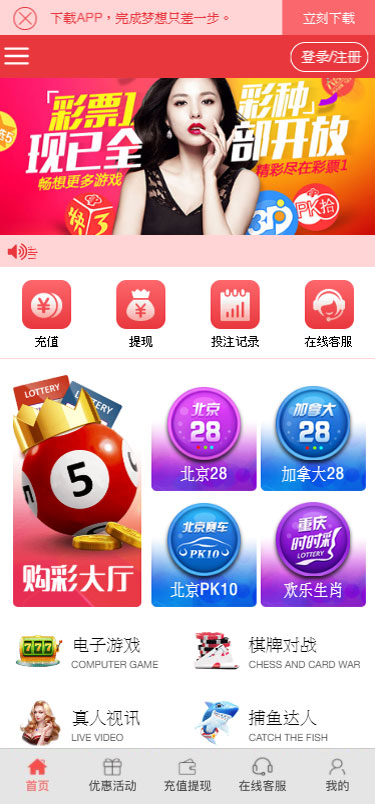 下载APP，完成梦想只差一步。
立刻下载
登录/注册
「彩票1
现已全
畅想更多游戏
彩种」
部开放
精彩尽在彩票1
快3
3D
PK拾
充值
提现
投注记录
在线客服
LOTTERY
LOTTERY
5
购彩大厅
北京
28
北京28
加拿大
28
加拿大28
北京赛车
PK10
北京PK10
重庆
时时彩
LOTTERY
欢乐生肖
777
电子游戏
COMPUTER GAME
棋牌对战
CHESS AND CARD WAR
真人视讯
LIVE VIDEO
捕鱼达人
CATCH THE FISH
首页
优惠活动
充值提现
在线客服
我的